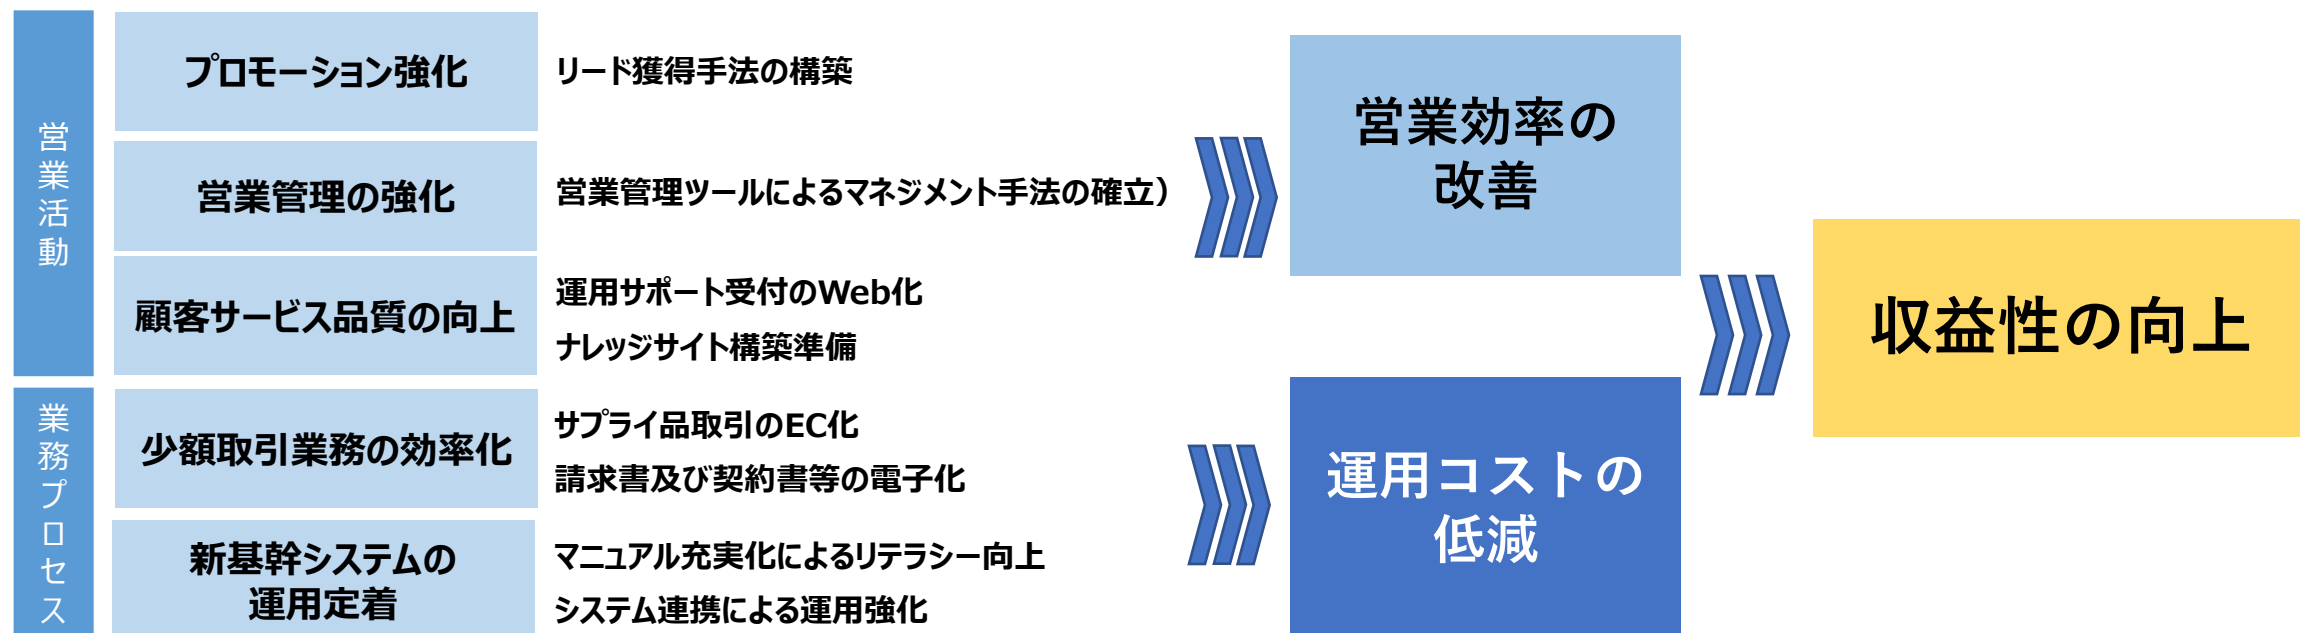 営業活動
プロモーション強化
リード獲得手法の構築
営業管理の強化
営業管理ツールによるマネジメント手法の確立）
顧客サービス品質の向上
運用サポート受付のWeb化
ナレッジサイト構築準備
業務プロセス
少額取引業務の効率化
サプライ品取引のEC化
請求書及び契約書等の電子化
新基幹システムの
運用定着
マニュアル充実化によるリテラシー向上
システム連携による運用強化
営業効率の
改善
運用コストの
低減
収益性の向上